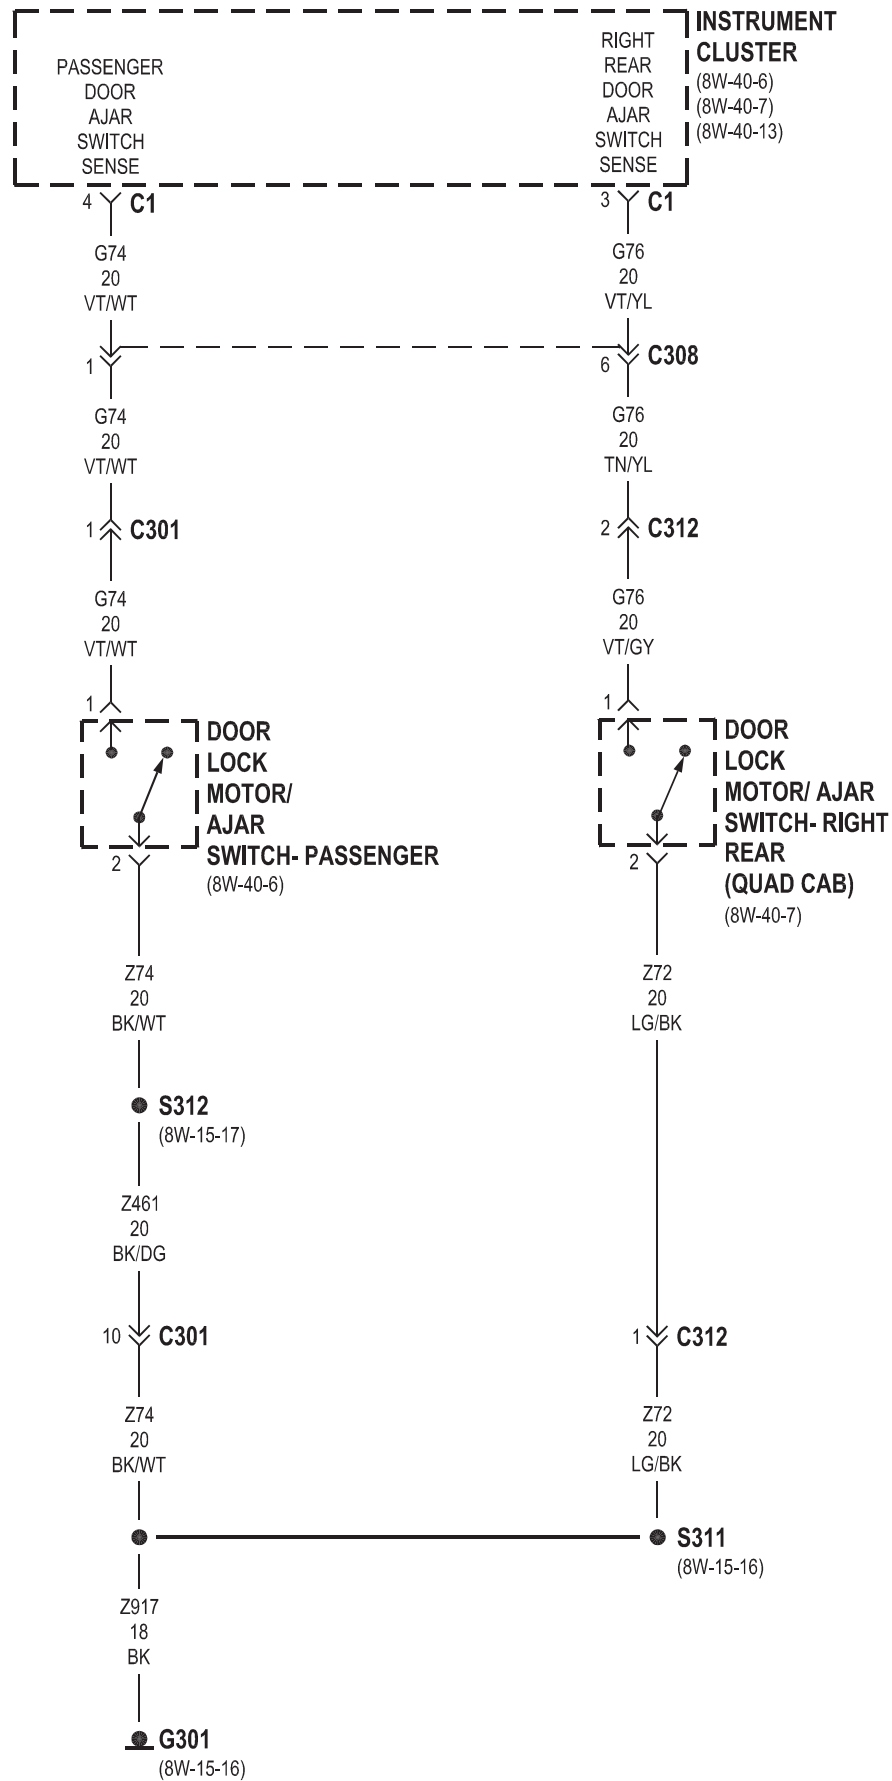 INSTRUMENT
CLUSTER
(8W-40-6)
(8W-40-7)
(8W-40-13)
PASSENGER
DOOR
AJAR
SWITCH
SENSE
RIGHT
REAR
DOOR
AJAR
SWITCH
SENSE
4 C1
3 C1
G74
20
VT/WT
G76
20
VT/YL
1
6 C308
G74
20
VT/WT
G76
20
TN/YL
1 C301
2 C312
G74
20
VT/WT
G76
20
VT/GY
1
1
DOOR
LOCK
MOTOR/
AJAR
SWITCH- PASSENGER
(8W-40-6)
DOOR
LOCK
MOTOR/ AJAR
SWITCH- RIGHT
REAR
(QUAD CAB)
(8W-40-7)
2
2
Z74
20
BK/WT
Z72
20
LG/BK
S312
(8W-15-17)
Z461
20
BK/DG
10 C301
1 C312
Z74
20
BK/WT
Z72
20
LG/BK
S311
(8W-15-16)
Z917
18
BK
G301
(8W-15-16)